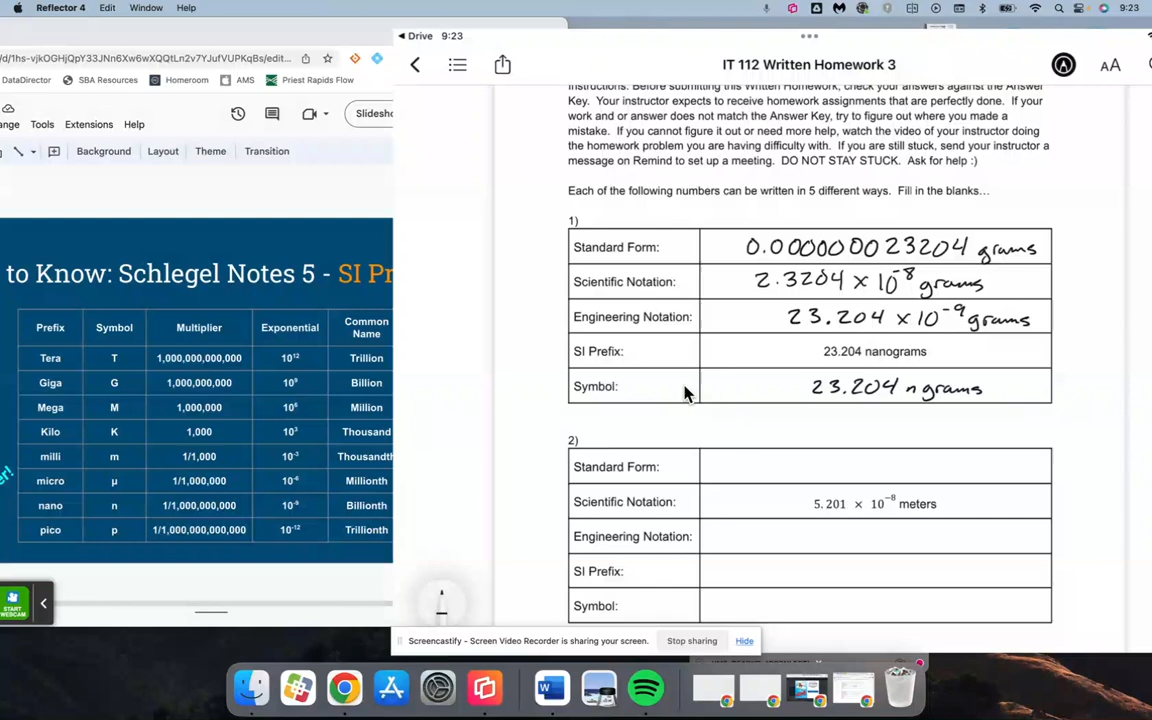 Reflector 4 Edit Window Help 9:23
Drive 9:23
d/1hs-vjkOGHjQpY33JNn6Xw6wXQQtLn2v7YJufVUPKqBs/edit...
DataDirector SBA Resources Homeroom AMS Priest Rapids Flow
ange Tools Extensions Help Slidesho
Background Layout Theme Transition
to Know: Schlegel Notes 5 - SI Pr
Prefix Symbol Multiplier Exponential Common Name
Tera T 1,000,000,000,000 10¹² Trillion
Giga G 1,000,000,000 10⁹ Billion
Mega M 1,000,000 10⁶ Million
Kilo K 1,000 10³ Thousand
milli m 1/1,000 10⁻³ Thousandth
micro µ 1/1,000,000 10⁻⁶ Millionth
nano n 1/1,000,000,000 10⁻⁹ Billionth
pico p 1/1,000,000,000,000 10⁻¹² Trillionth
START
WEBCAM
IT 112 Written Homework 3
AA
Instructions: Before submitting this Written Homework, check your answers against the Answer
Key. Your instructor expects to receive homework assignments that are perfectly done. If your
work and or answer does not match the Answer Key, try to figure out where you made a
mistake. If you cannot figure it out or need more help, watch the video of your instructor doing
the homework problem you are having difficulty with. If you are still stuck, send your instructor a
message on Remind to set up a meeting. DO NOT STAY STUCK. Ask for help :)
Each of the following numbers can be written in 5 different ways. Fill in the blanks...
1)
Standard Form: 0.000000023204 grams
Scientific Notation: 2.3204 × 10⁻⁸ grams
Engineering Notation: 23.204 × 10⁻⁹ grams
SI Prefix: 23.204 nanograms
Symbol: 23.204 n grams
2)
Standard Form:
Scientific Notation: 5.201 × 10⁻⁸ meters
Engineering Notation:
SI Prefix:
Symbol:
Screencastify - Screen Video Recorder is sharing your screen. Stop sharing Hide